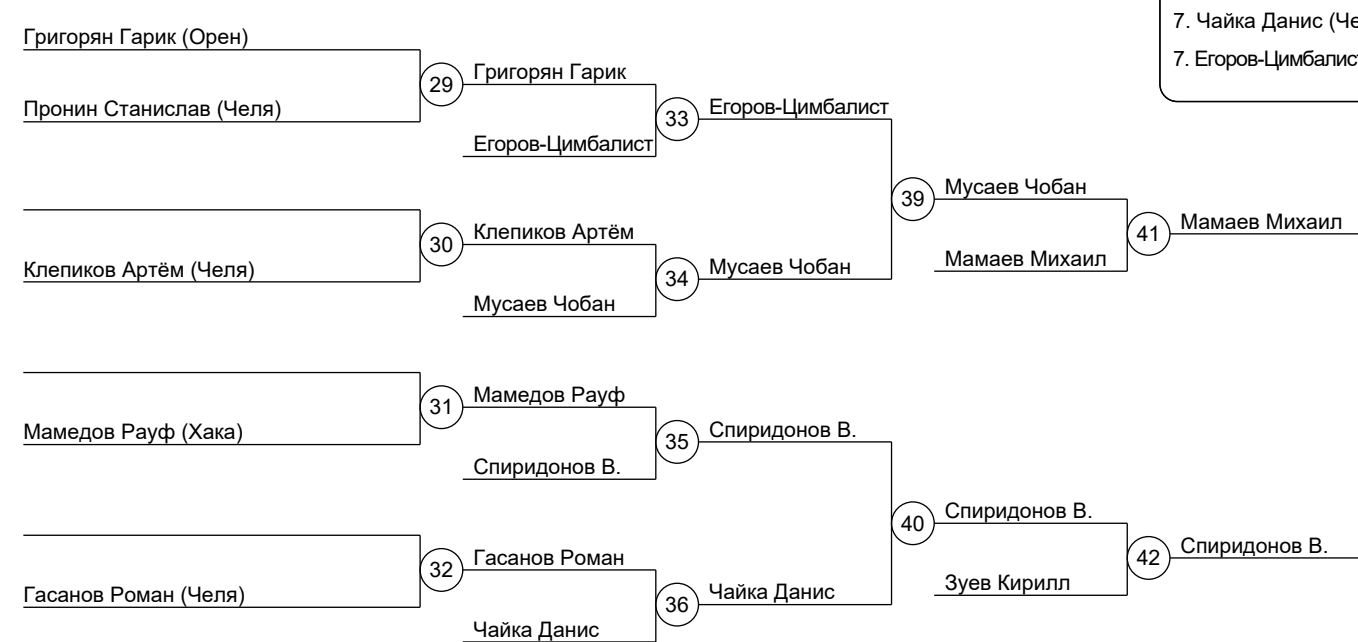 7. Чайка Данис (Че
7. Егоров-Цимбалист
Григорян Гарик (Орен)
29
Григорян Гарик
Пронин Станислав (Челя)
33
Егоров-Цимбалист
Егоров-Цимбалист
39
Мусаев Чобан
30
Клепиков Артём
Клепиков Артём (Челя)
34
Мусаев Чобан
Мусаев Чобан
Мамаев Михаил
41
Мамаев Михаил
31
Мамедов Рауф
Мамедов Рауф (Хака)
35
Спиридонов В.
Спиридонов В.
40
Спиридонов В.
32
Гасанов Роман
Гасанов Роман (Челя)
36
Чайка Данис
Чайка Данис
Зуев Кирилл
42
Спиридонов В.